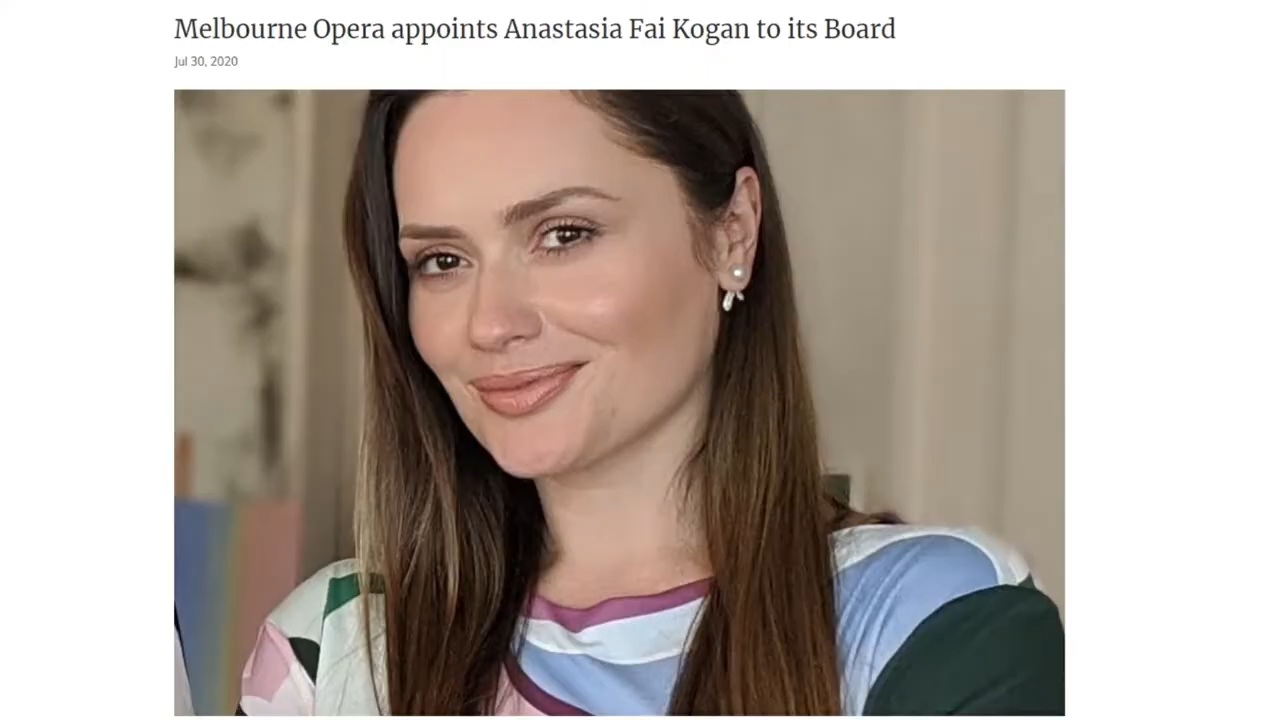 Melbourne Opera appoints Anastasia Fai Kogan to its Board
Jul 30, 2020